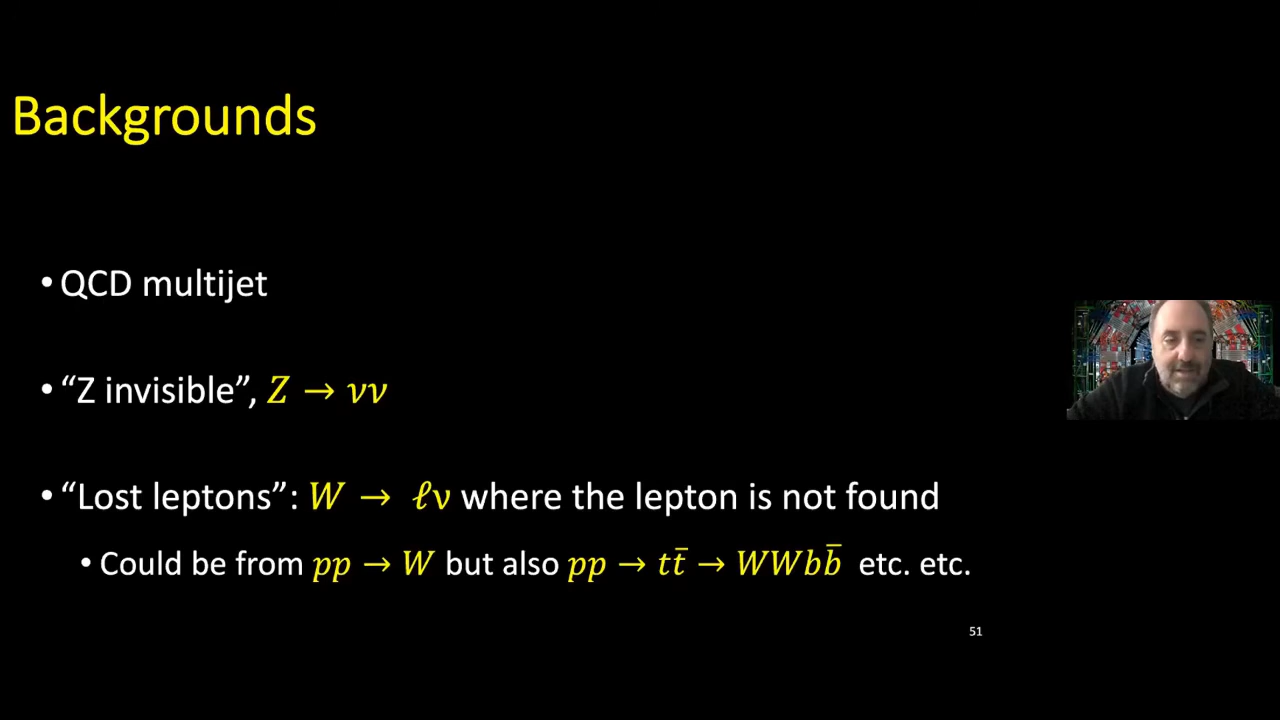 Backgrounds
• QCD multijet
• “Z invisible”, Z → νν
• “Lost leptons”: W → ℓν where the lepton is not found
• Could be from pp → W but also pp → tt̄ → WWbb̄ etc. etc.
51